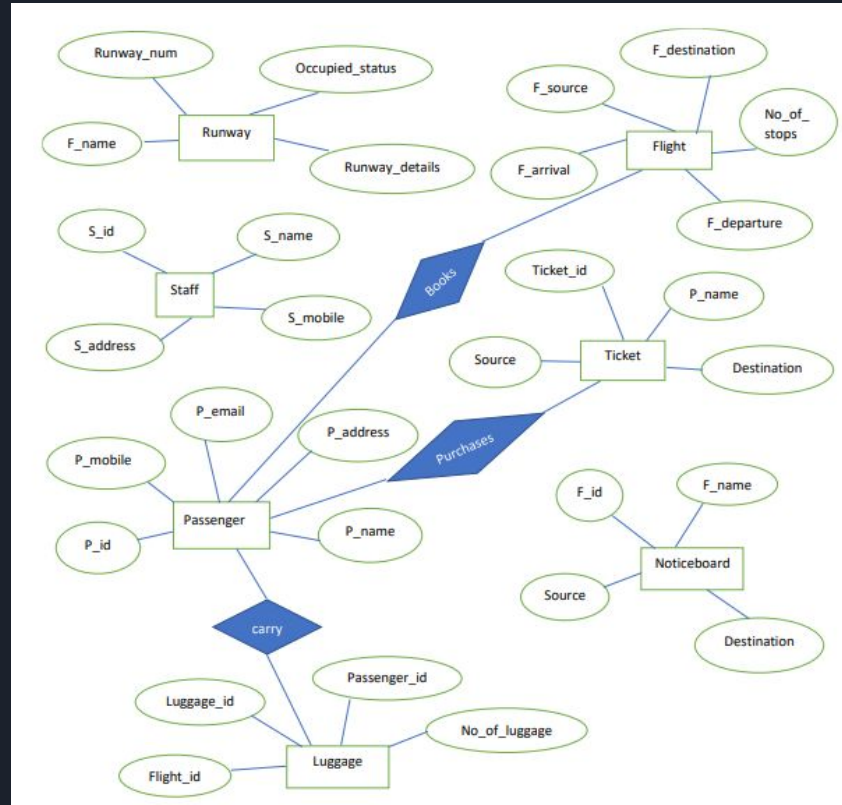 Runway_num
Occupied_status
F_name
Runway
Runway_details
F_destination
F_source
No_of_
stops
Flight
F_arrival
F_departure
S_id
S_name
Staff
S_mobile
S_address
Books
Ticket_id
P_name
Source
Ticket
Destination
P_email
P_address
P_mobile
Purchases
Passenger
P_id
P_name
F_id
F_name
Noticeboard
Source
Destination
carry
Passenger_id
Luggage_id
No_of_luggage
Luggage
Flight_id